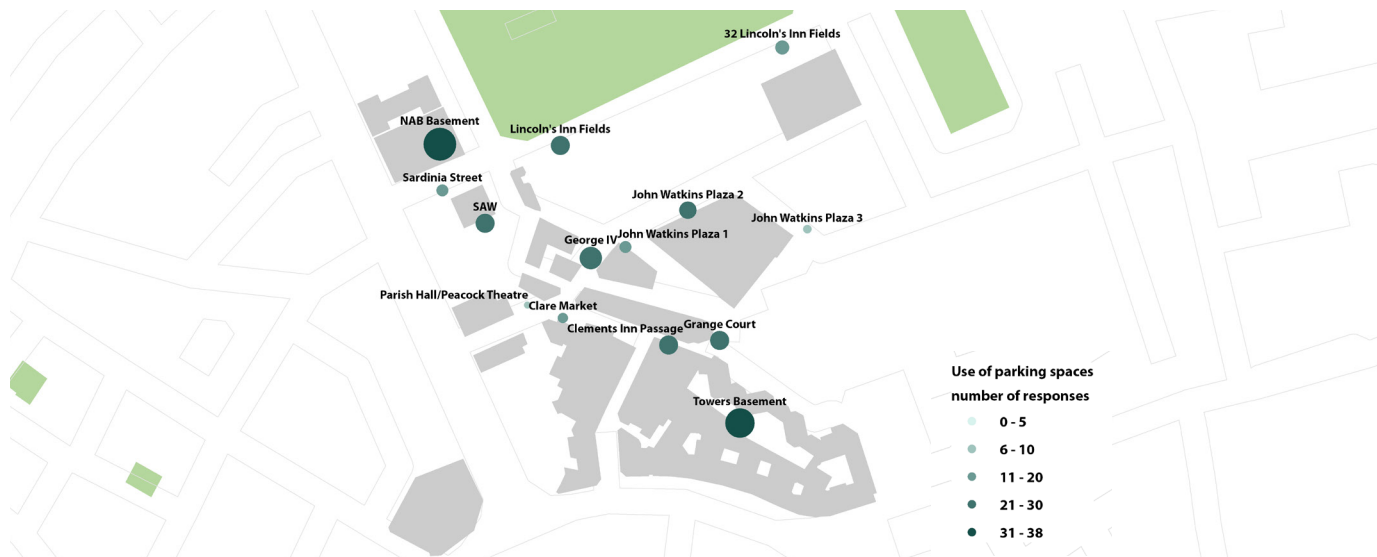 32 Lincoln's Inn Fields
NAB Basement
Lincoln's Inn Fields
Sardinia Street
SAW
John Watkins Plaza 2
John Watkins Plaza 3
George IV
John Watkins Plaza 1
Parish Hall/Peacock Theatre
Clare Market
Clements Inn Passage
Grange Court
Towers Basement
Use of parking spaces
number of responses
0 - 5
6 - 10
11 - 20
21 - 30
31 - 38